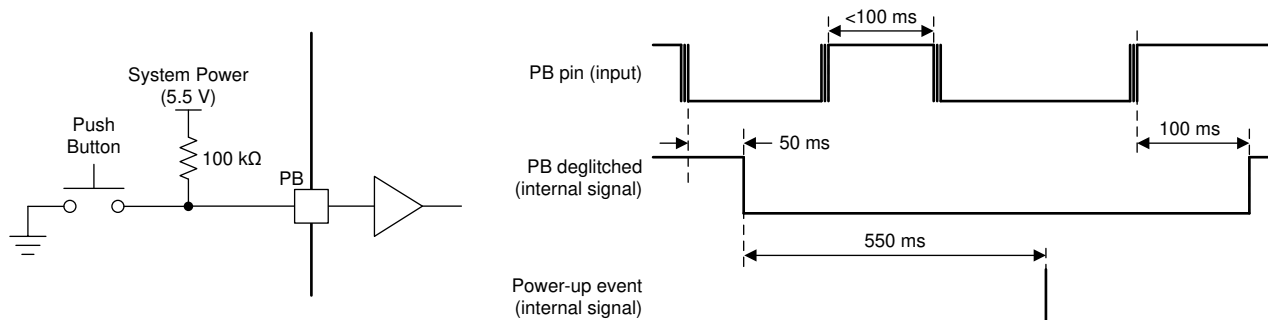 System Power
(5.5 V)
Push
Button
100 kΩ
PB
<100 ms
PB pin (input)
50 ms
100 ms
PB deglitched
(internal signal)
550 ms
Power-up event
(internal signal)